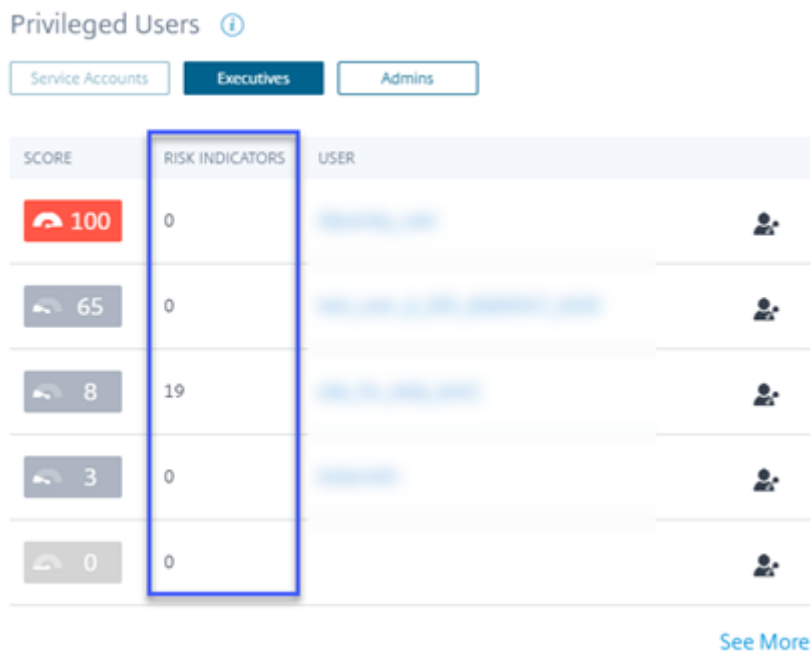 Privileged Users
Service Accounts Executives Admins
SCORE RISK INDICATORS USER
100 0
65 0
8 19
3 0
0 0
See More